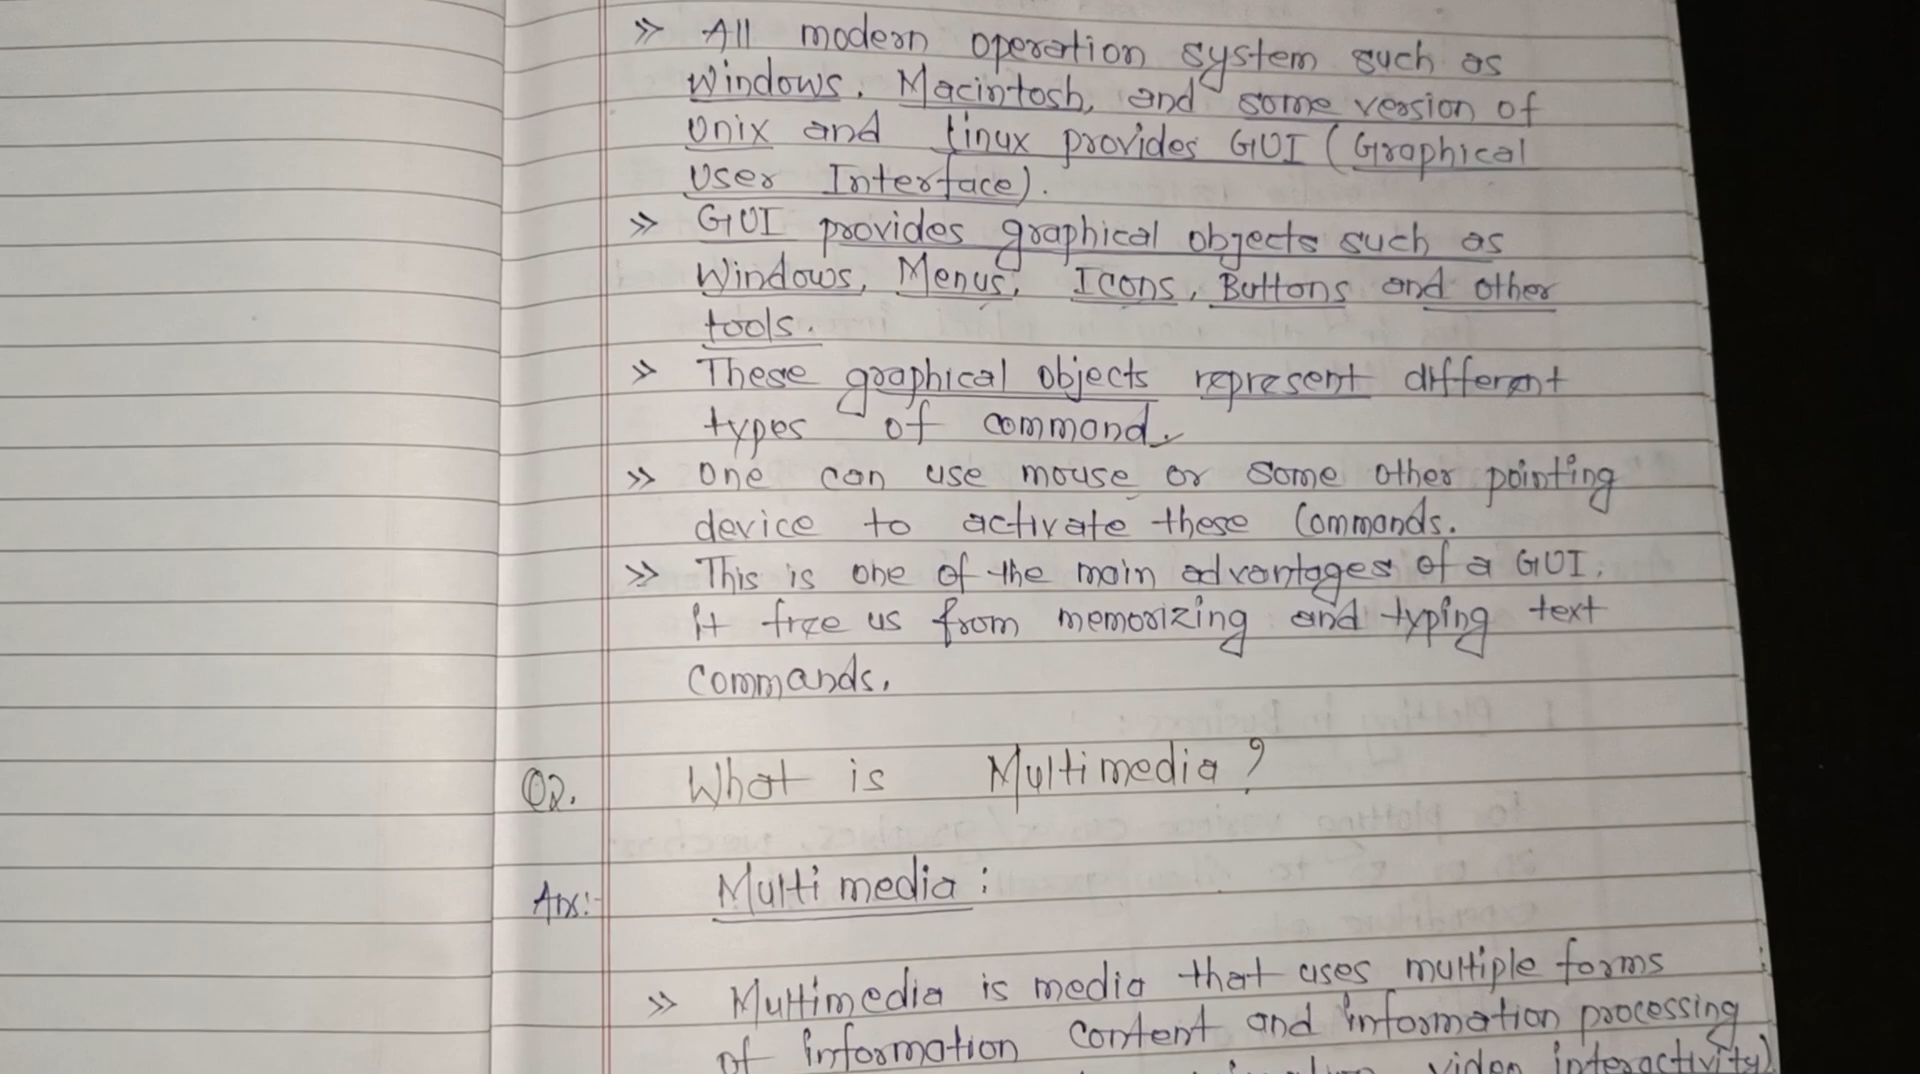 >> All modern operation system such as
Windows, Macintosh, and some version of
Unix and Linux provides GUI (Graphical
User Interface).
>> GUI provides graphical objects such as
Windows, Menus, Icons, Buttons and other
tools.
>> These graphical objects represent different
types of command.
>> One can use mouse or some other pointing
device to activate these Commands.
>> This is one of the main advantages of a GUI.
it free us from memorizing and typing text
Commands.
Q2. What is Multimedia?
Ans:- Multimedia:
>> Multimedia is media that uses multiple forms
of information content and information processing
video interactivity)